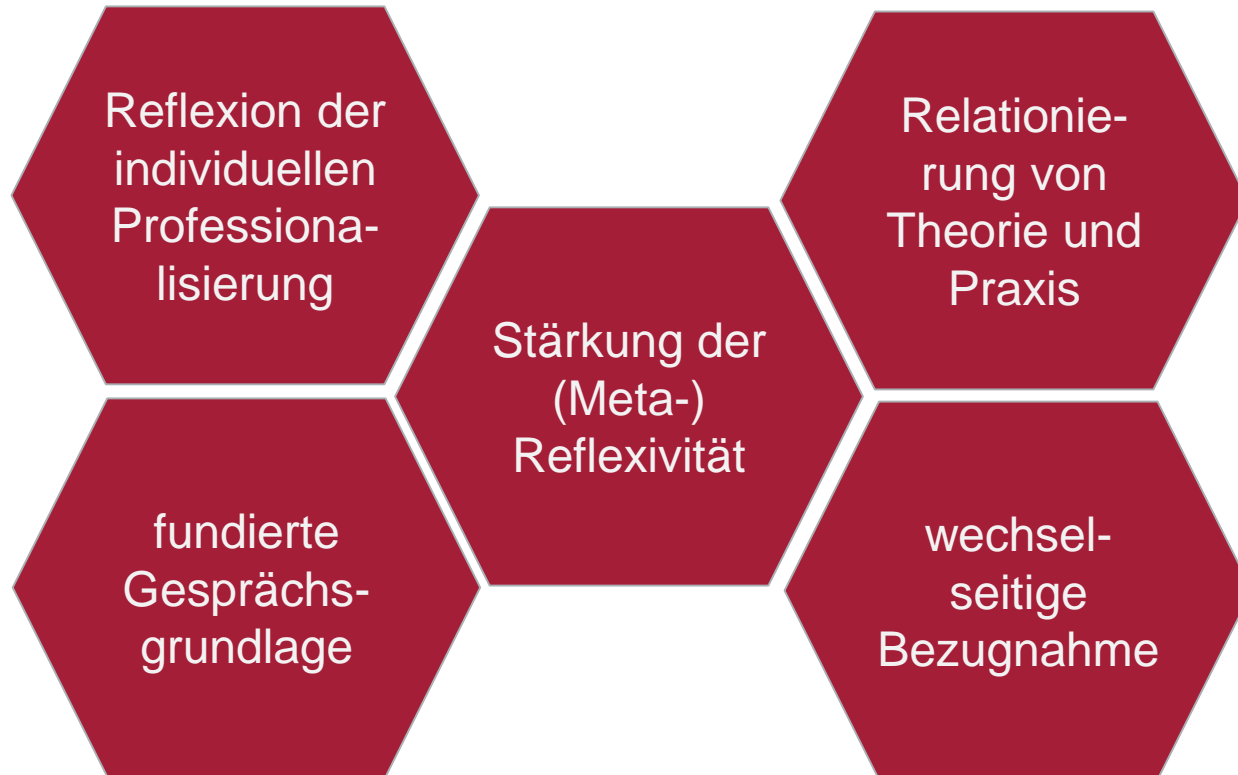 Reflexion der
individuellen
Professiona-
lisierung
Relationie-
rung von
Theorie und
Praxis
Stärkung der
(Meta-)
Reflexivität
fundierte
Gesprächs-
grundlage
wechsel-
seitige
Bezugnahme